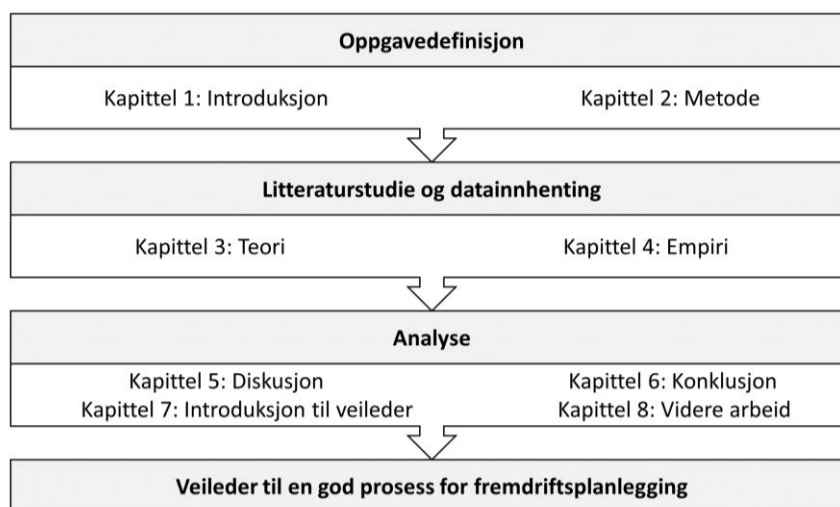 Oppgavedefinisjon
Kapittel 1: Introduksjon Kapittel 2: Metode
Litteraturstudie og datainnhenting
Kapittel 3: Teori Kapittel 4: Empiri
Analyse
Kapittel 5: Diskusjon Kapittel 6: Konklusjon
Kapittel 7: Introduksjon til veileder Kapittel 8: Videre arbeid
Veileder til en god prosess for fremdriftsplanlegging